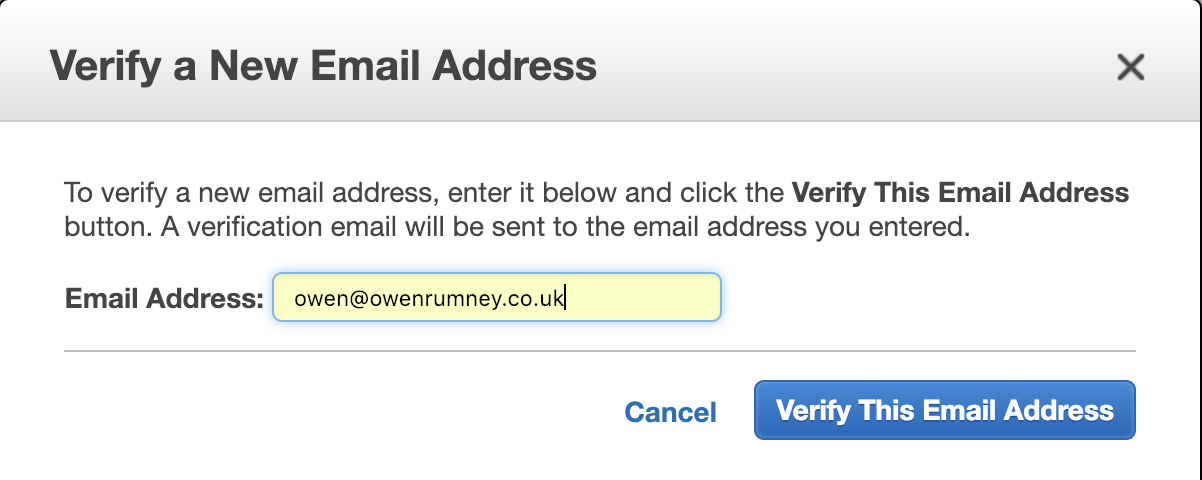 Verify a New Email Address
To verify a new email address, enter it below and click the Verify This Email Address
button. A verification email will be sent to the email address you entered.
Email Address: owen@owenrumney.co.uk
Cancel Verify This Email Address